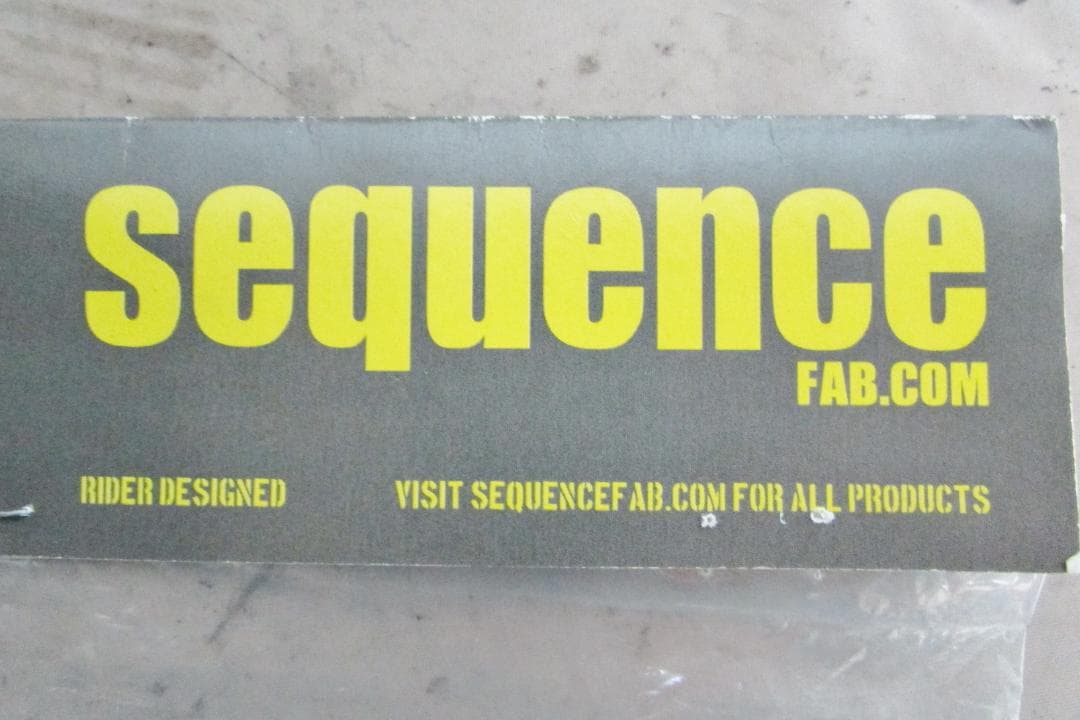 sequence
FAB.COM
RIDER DESIGNED
VISIT SEQUENCEFAB.COM FOR ALL PRODUCTS